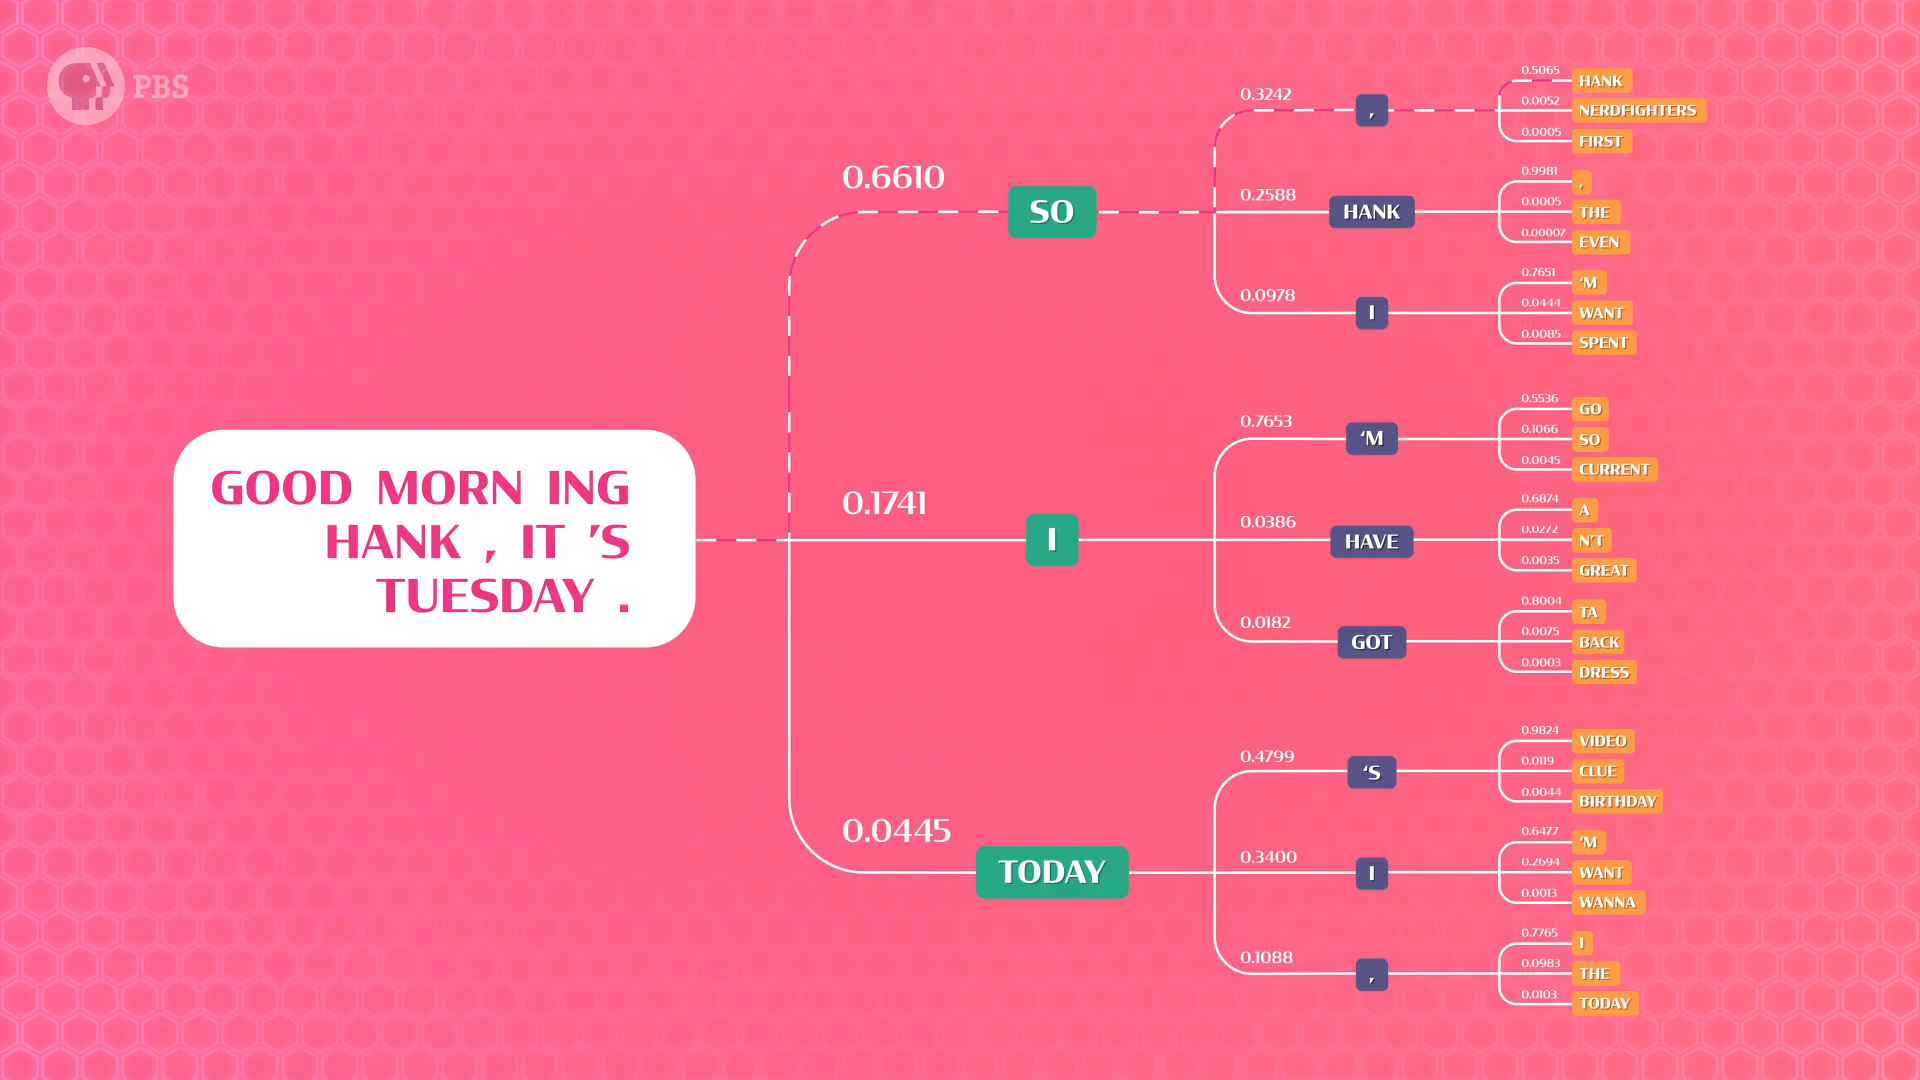 PBS
GOOD MORN ING
HANK , IT 'S
TUESDAY .
0.6610
SO
0.3242
,
0.5065
HANK
0.0052
NERDFIGHTERS
0.0005
FIRST
0.2588
HANK
0.9981
,
0.0005
THE
0.00007
EVEN
0.0978
I
0.7651
'M
0.0444
WANT
0.0085
SPENT
0.1741
I
0.7653
'M
0.5536
GO
0.1066
SO
0.0045
CURRENT
0.0386
HAVE
0.6874
A
0.0272
N'T
0.0035
GREAT
0.0182
GOT
0.8004
TA
0.0075
BACK
0.0003
DRESS
0.0445
TODAY
0.4799
'S
0.9824
VIDEO
0.0119
CLUE
0.0044
BIRTHDAY
0.3400
I
0.6477
'M
0.2694
WANT
0.0013
WANNA
0.1088
,
0.7765
I
0.0983
THE
0.0103
TODAY